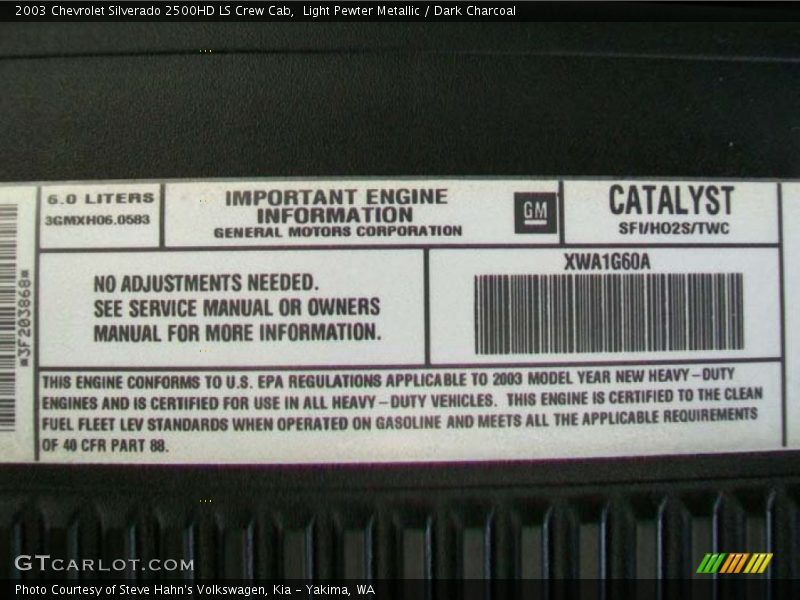 2003 Chevrolet Silverado 2500HD LS Crew Cab,  Light Pewter Metallic / Dark Charcoal
6.0 LITERS
3GMXH06.0583
IMPORTANT ENGINE
INFORMATION
GENERAL MOTORS CORPORATION
GM
CATALYST
SFI/HO2S/TWC
*3F203868*
NO ADJUSTMENTS NEEDED.
SEE SERVICE MANUAL OR OWNERS
MANUAL FOR MORE INFORMATION.
XWA1G60A
THIS ENGINE CONFORMS TO U.S. EPA REGULATIONS APPLICABLE TO 2003 MODEL YEAR NEW HEAVY-DUTY
ENGINES AND IS CERTIFIED FOR USE IN ALL HEAVY-DUTY VEHICLES.  THIS ENGINE IS CERTIFIED TO THE CLEAN
FUEL FLEET LEV STANDARDS WHEN OPERATED ON GASOLINE AND MEETS ALL THE APPLICABLE REQUIREMENTS
OF 40 CFR PART 88.
GTCARLOT.COM
Photo Courtesy of Steve Hahn's Volkswagen, Kia - Yakima, WA